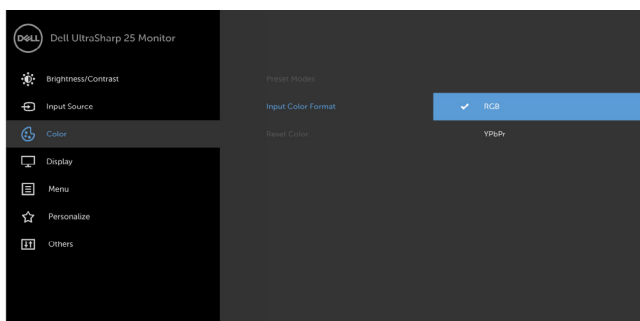 DELL Dell UltraSharp 25 Monitor
Brightness/Contrast
Preset Modes
Input Source
Input Color Format
RGB
Color
Reset Color
YPbPr
Display
Menu
Personalize
Others